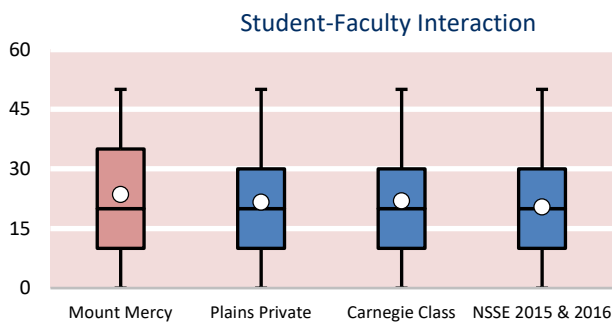 Student-Faculty Interaction
60
45
30
15
0
Mount Mercy Plains Private Carnegie Class NSSE 2015 & 2016